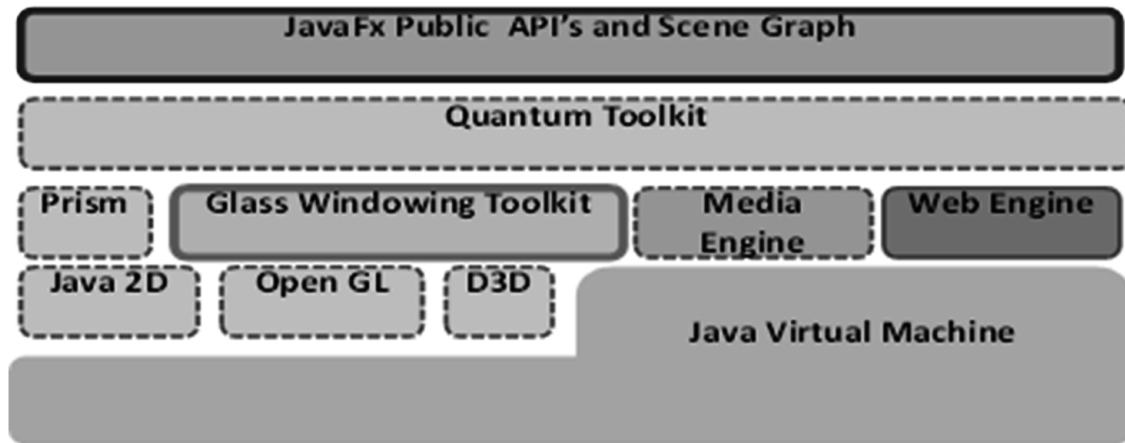 JavaFx Public API's and Scene Graph
Quantum Toolkit
Prism
Glass Windowing Toolkit
Media
Engine
Web Engine
Java 2D
Open GL
D3D
Java Virtual Machine